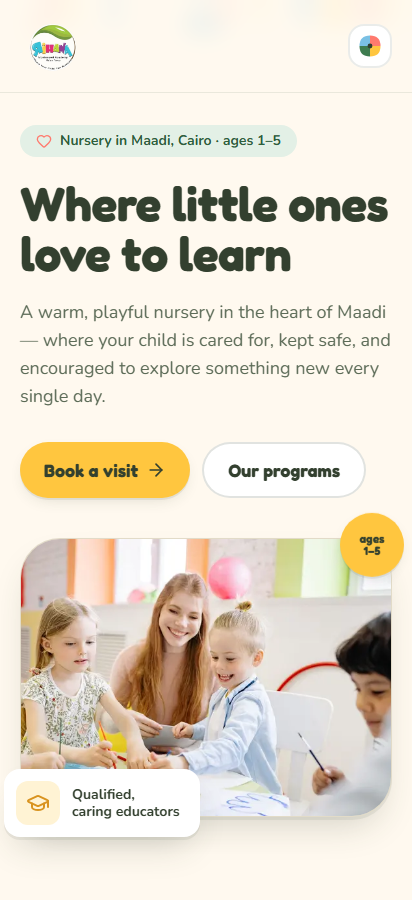 Nursery in Maadi, Cairo · ages 1–5
Where little ones
love to learn
A warm, playful nursery in the heart of Maadi
— where your child is cared for, kept safe, and
encouraged to explore something new every
single day.
Book a visit →
Our programs
ages
1–5
Qualified,
caring educators